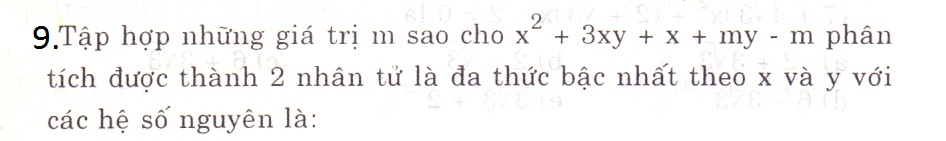 9.Tập hợp những giá trị m sao cho x² + 3xy + x + my - m phân
tích được thành 2 nhân tử là đa thức bậc nhất theo x và y với
các hệ số nguyên là: